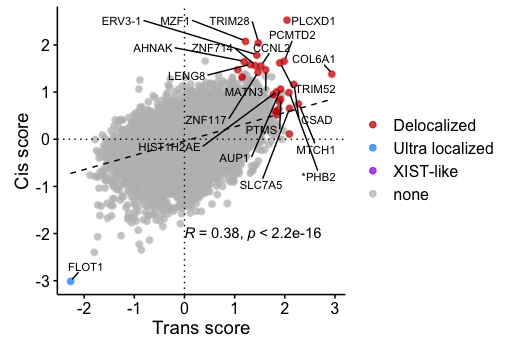 ERV3-1
MZF1
TRIM28
PLCXD1
PCMTD2
AHNAK
ZNF714
CCNL2
COL6A1
LENG8
MATN3
TRIM52
ZNF117
PTMS
CSAD
HIST1H2AE
MTCH1
AUP1
*PHB2
SLC7A5
R = 0.38, p < 2.2e-16
FLOT1
Cis score
2
1
0
-1
-2
-3
-2
-1
0
1
2
3
Trans score
Delocalized
Ultra localized
XIST-like
none